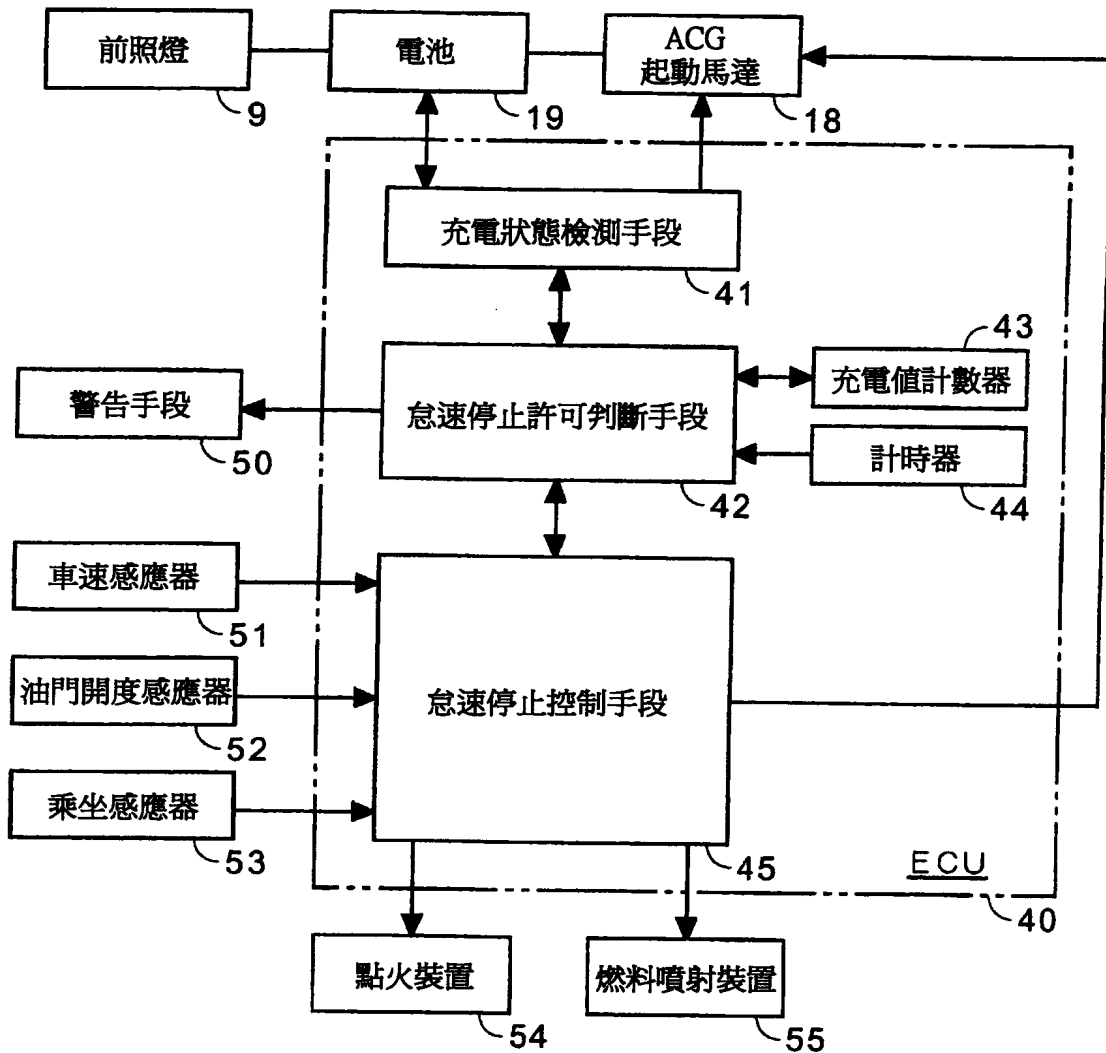 前照燈
電池
ACG
起動馬達
9
19
18
充電狀態檢測手段
41
43
充電值計數器
警告手段
怠速停止許可判斷手段
50
計時器
42
44
車速感應器
51
油門開度感應器
怠速停止控制手段
52
乘坐感應器
53
45
ECU
40
點火裝置
燃料噴射裝置
54
55